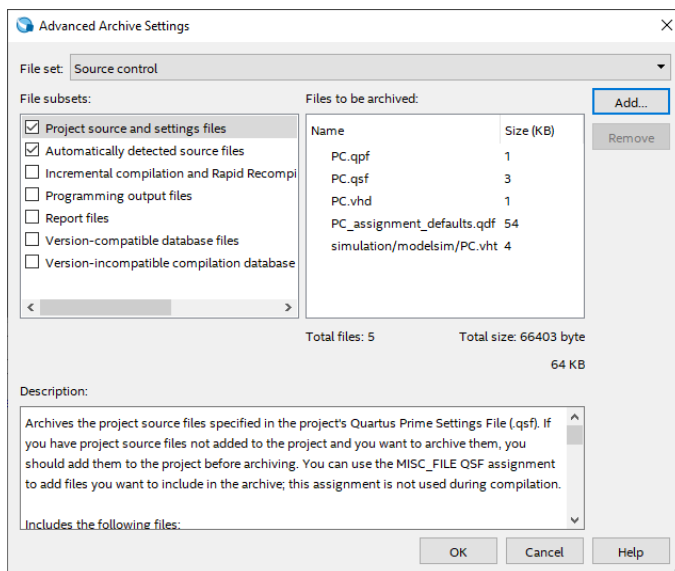 Advanced Archive Settings
File set: Source control
File subsets:
Files to be archived:
Add...
Remove
Project source and settings files
Automatically detected source files
Incremental compilation and Rapid Recompi
Programming output files
Report files
Version-compatible database files
Version-incompatible compilation database
Name Size (KB)
PC.qpf 1
PC.qsf 3
PC.vhd 1
PC_assignment_defaults.qdf 54
simulation/modelsim/PC.vht 4
Total files: 5 Total size: 66403 byte
64 KB
Description:
Archives the project source files specified in the project's Quartus Prime Settings File (.qsf). If
you have project source files not added to the project and you want to archive them, you
should add them to the project before archiving. You can use the MISC_FILE QSF assignment
to add files you want to include in the archive; this assignment is not used during compilation.
Includes the following files:
OK Cancel Help